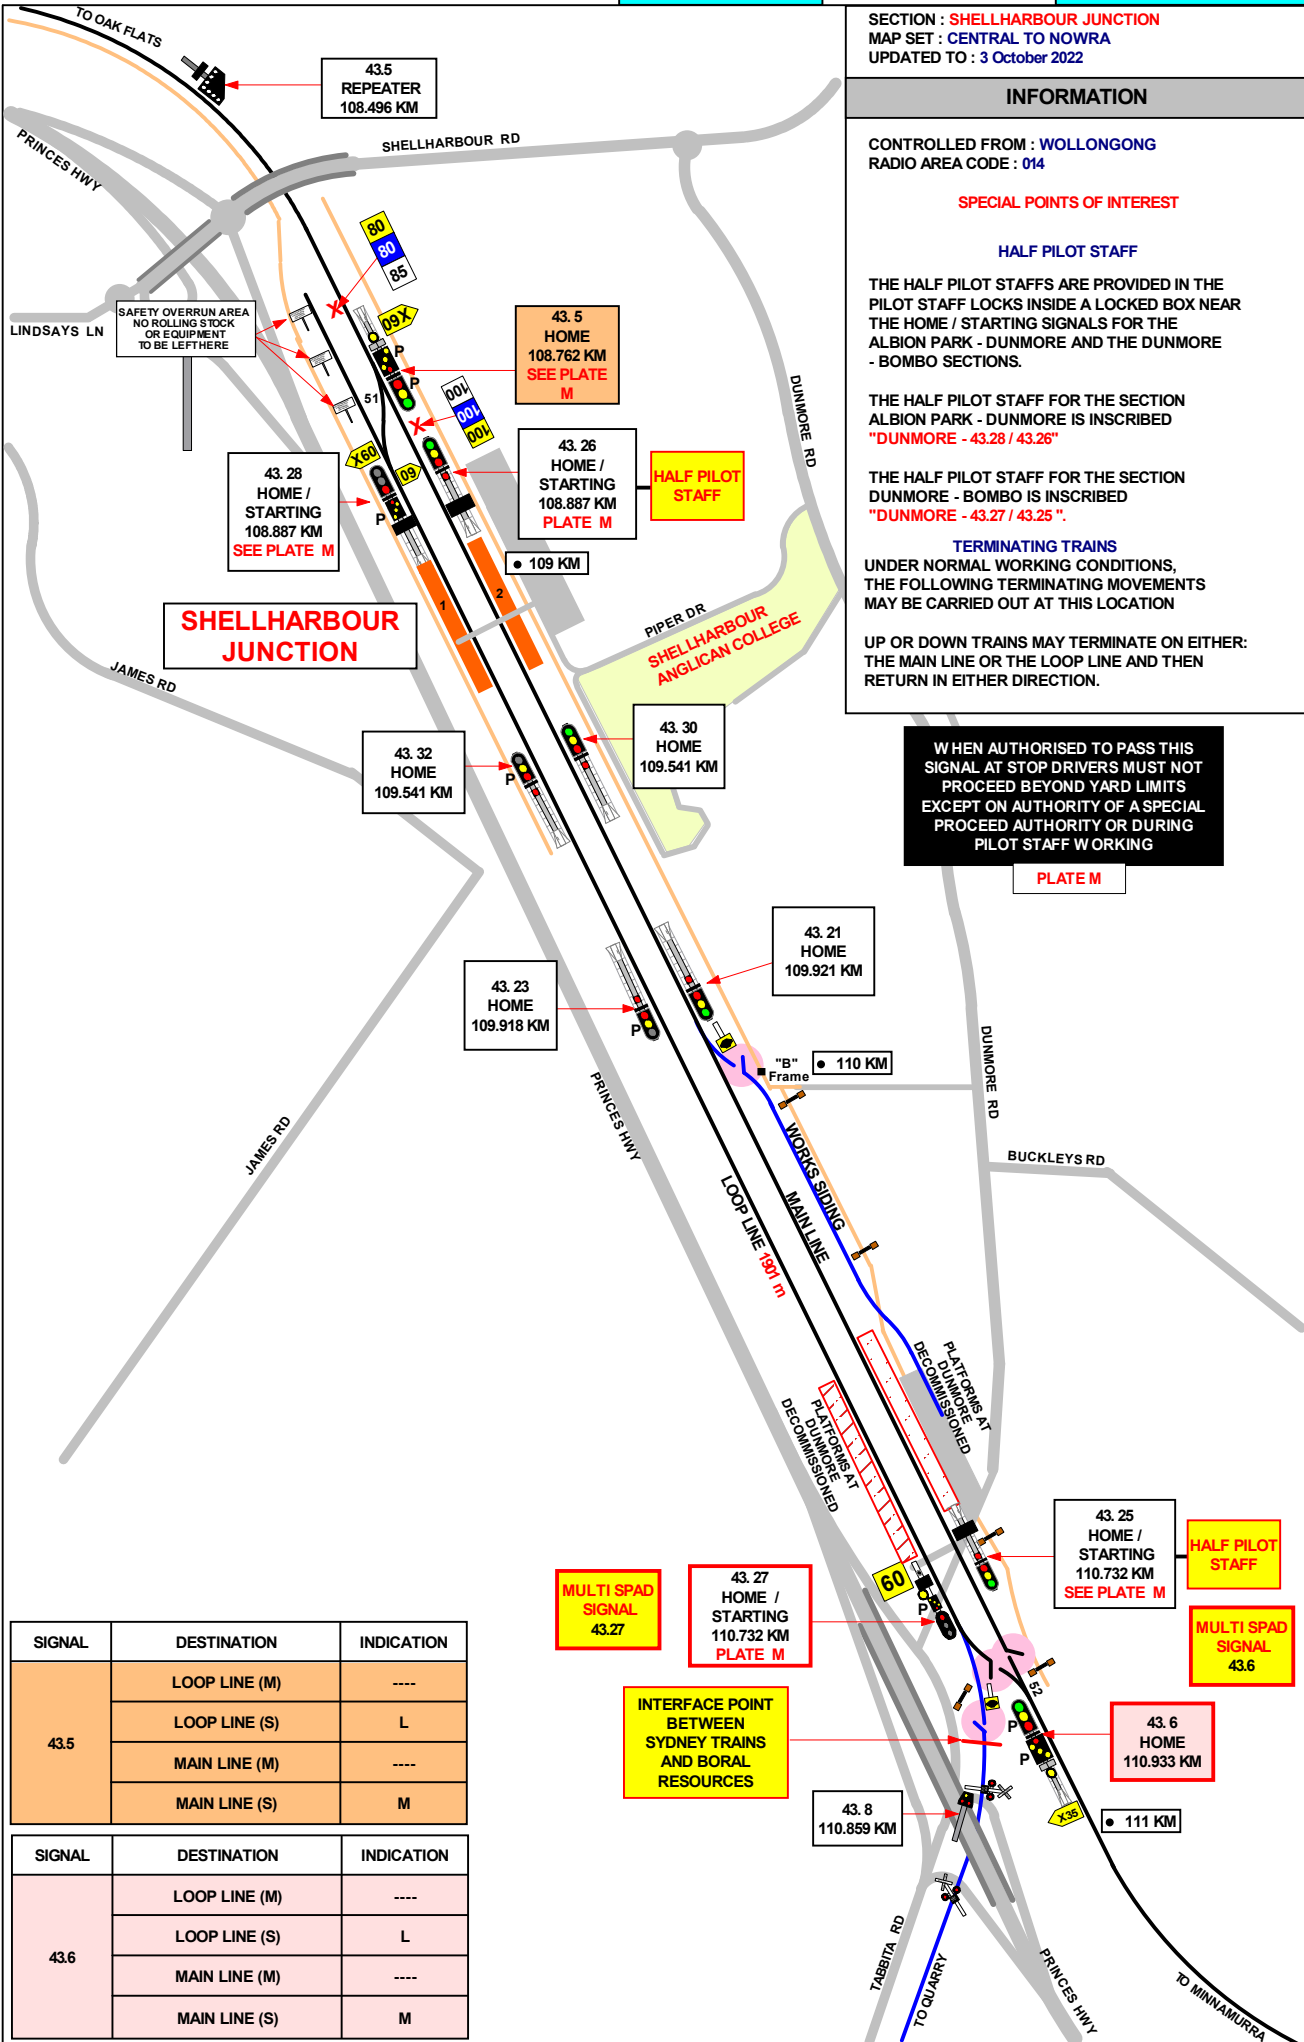 SECTION : SHELLHARBOUR JUNCTION
MAP SET : CENTRAL TO NOWRA
UPDATED TO : 3 October 2022
INFORMATION
CONTROLLED FROM : WOLLONGONG
RADIO AREA CODE : 014
SPECIAL POINTS OF INTEREST
HALF PILOT STAFF
THE HALF PILOT STAFFS ARE PROVIDED IN THE
PILOT STAFF LOCKS INSIDE A LOCKED BOX NEAR
THE HOME / STARTING SIGNALS FOR THE
ALBION PARK - DUNMORE AND THE DUNMORE
- BOMBO SECTIONS.
THE HALF PILOT STAFF FOR THE SECTION
ALBION PARK - DUNMORE IS INSCRIBED
"DUNMORE - 43.28 / 43.26"
THE HALF PILOT STAFF FOR THE SECTION
DUNMORE - BOMBO IS INSCRIBED
"DUNMORE - 43.27 / 43.25 ".
TERMINATING TRAINS
UNDER NORMAL WORKING CONDITIONS,
THE FOLLOWING TERMINATING MOVEMENTS
MAY BE CARRIED OUT AT THIS LOCATION
UP OR DOWN TRAINS MAY TERMINATE ON EITHER:
THE MAIN LINE OR THE LOOP LINE AND THEN
RETURN IN EITHER DIRECTION.
WHEN AUTHORISED TO PASS THIS
SIGNAL AT STOP DRIVERS MUST NOT
PROCEED BEYOND YARD LIMITS
EXCEPT ON AUTHORITY OF A SPECIAL
PROCEED AUTHORITY OR DURING
PILOT STAFF WORKING
PLATE M
TO OAK FLATS
43.5
REPEATER
108.496 KM
PRINCES HWY
SHELLHARBOUR RD
LINDSAYS LN
SAFETY OVERRUN AREA
NO ROLLING STOCK
OR EQUIPMENT
TO BE LEFT HERE
80
80
85
X60
P
P
51
43. 5
HOME
108.762 KM
SEE PLATE
M
DUNMORE RD
100
100
100
X60
60
P
43. 28
HOME /
STARTING
108.887 KM
SEE PLATE M
43. 26
HOME /
STARTING
108.887 KM
PLATE M
HALF PILOT
STAFF
109 KM
1
2
SHELLHARBOUR
JUNCTION
PIPER DR
SHELLHARBOUR
ANGLICAN COLLEGE
JAMES RD
43. 30
HOME
109.541 KM
43. 32
HOME
109.541 KM
P
43. 21
HOME
109.921 KM
43. 23
HOME
109.918 KM
P
"B"
Frame
110 KM
DUNMORE RD
PRINCES HWY
JAMES RD
BUCKLEYS RD
WORKS SIDING
MAIN LINE
LOOP LINE 1901 m
PLATFORMS AT
DUNMORE
DECOMMISSIONED
PLATFORMS AT
DUNMORE
DECOMMISSIONED
43. 25
HOME /
STARTING
110.732 KM
SEE PLATE M
HALF PILOT
STAFF
60
P
MULTI SPAD
SIGNAL
43.27
43. 27
HOME /
STARTING
110.732 KM
PLATE M
MULTI SPAD
SIGNAL
43.6
52
P
P
43. 6
HOME
110.933 KM
INTERFACE POINT
BETWEEN
SYDNEY TRAINS
AND BORAL
RESOURCES
43. 8
110.859 KM
X35
111 KM
TABBITA RD
TO QUARRY
PRINCES HWY
TO MINNAMURRA
SIGNAL DESTINATION INDICATION
43.5
LOOP LINE (M) ----
LOOP LINE (S) L
MAIN LINE (M) ----
MAIN LINE (S) M
SIGNAL DESTINATION INDICATION
43.6
LOOP LINE (M) ----
LOOP LINE (S) L
MAIN LINE (M) ----
MAIN LINE (S) M